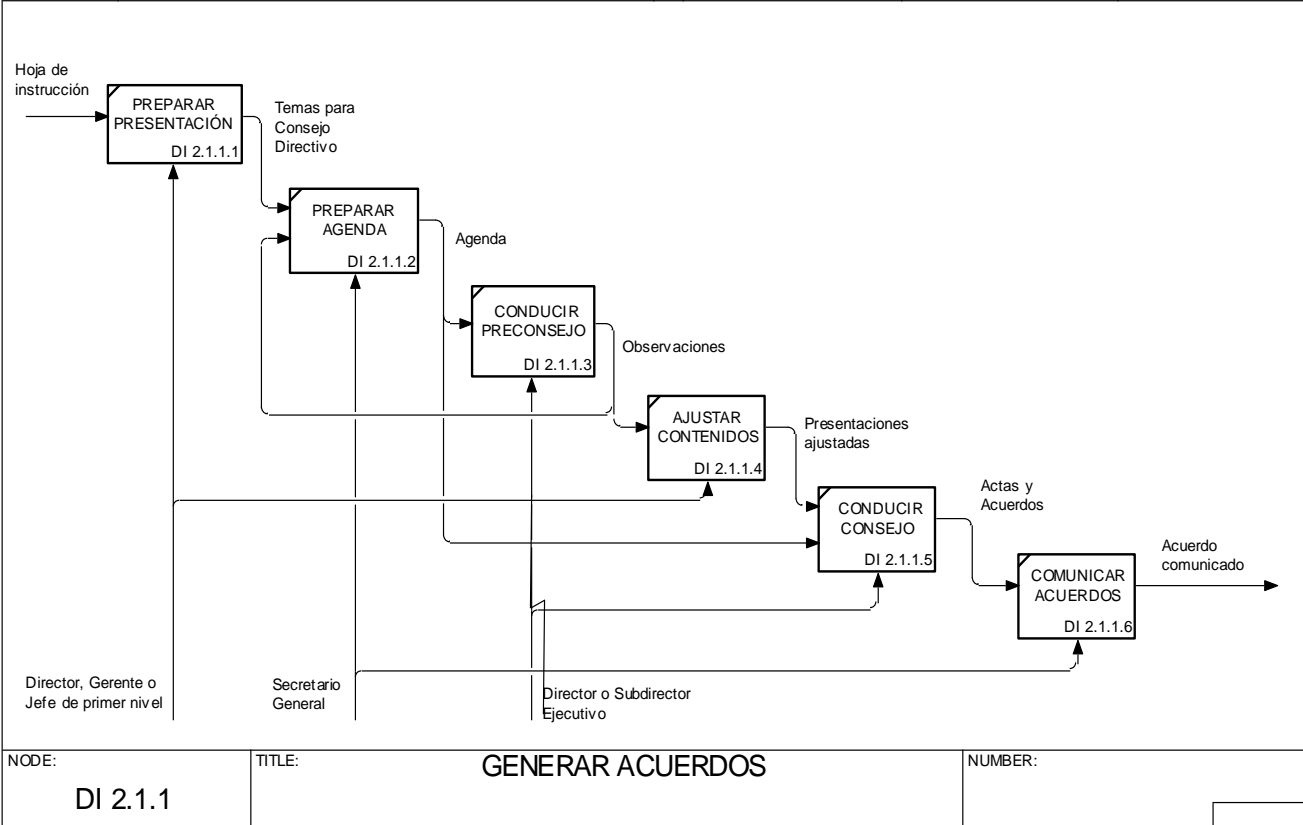 Hoja de
instrucción
PREPARAR
PRESENTACIÓN
DI 2.1.1.1
Temas para
Consejo
Directivo
PREPARAR
AGENDA
DI 2.1.1.2
Agenda
CONDUCIR
PRECONSEJO
DI 2.1.1.3
Observaciones
AJUSTAR
CONTENIDOS
DI 2.1.1.4
Presentaciones
ajustadas
CONDUCIR
CONSEJO
DI 2.1.1.5
Actas y
Acuerdos
COMUNICAR
ACUERDOS
DI 2.1.1.6
Acuerdo
comunicado
Director, Gerente o
Jefe de primer nivel
Secretario
General
Director o Subdirector
Ejecutivo
NODE:
DI 2.1.1
TITLE:
GENERAR ACUERDOS
NUMBER: